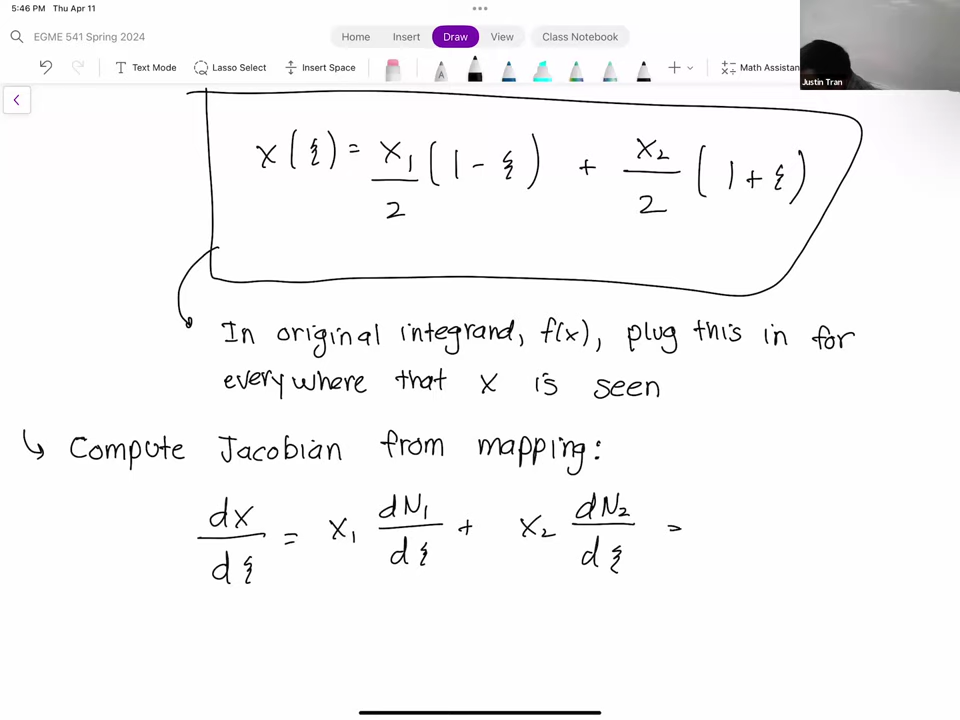 5:46 PM Thu Apr 11
EGME 541 Spring 2024
Home Insert Draw View Class Notebook
Text Mode Lasso Select Insert Space Math Assistan
Justin Tran
x(ξ) = x₁/2 (1 - ξ) + x₂/2 (1 + ξ)
In original integrand, f(x), plug this in for
everywhere that x is seen
↳ Compute Jacobian from mapping:
dx/dξ = x₁ dN₁/dξ + x₂ dN₂/dξ =